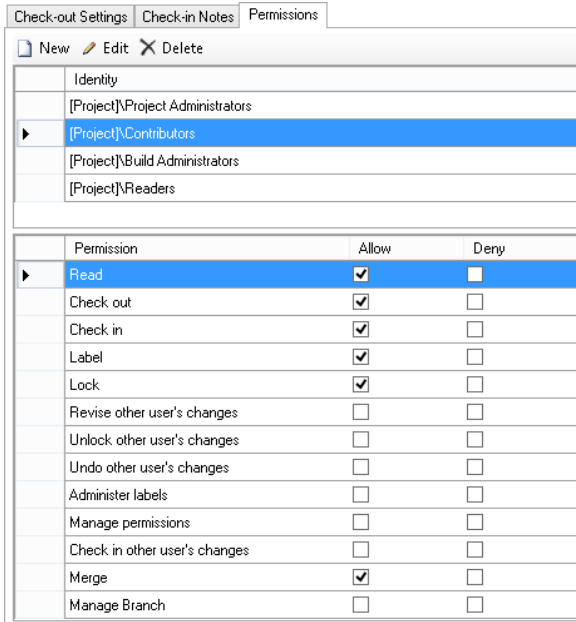 Check-out Settings Check-in Notes Permissions
New Edit Delete
Identity
[Project]\Project Administrators
[Project]\Contributors
[Project]\Build Administrators
[Project]\Readers
Permission Allow Deny
Read
Check out
Check in
Label
Lock
Revise other user's changes
Unlock other user's changes
Undo other user's changes
Administer labels
Manage permissions
Check in other user's changes
Merge
Manage Branch